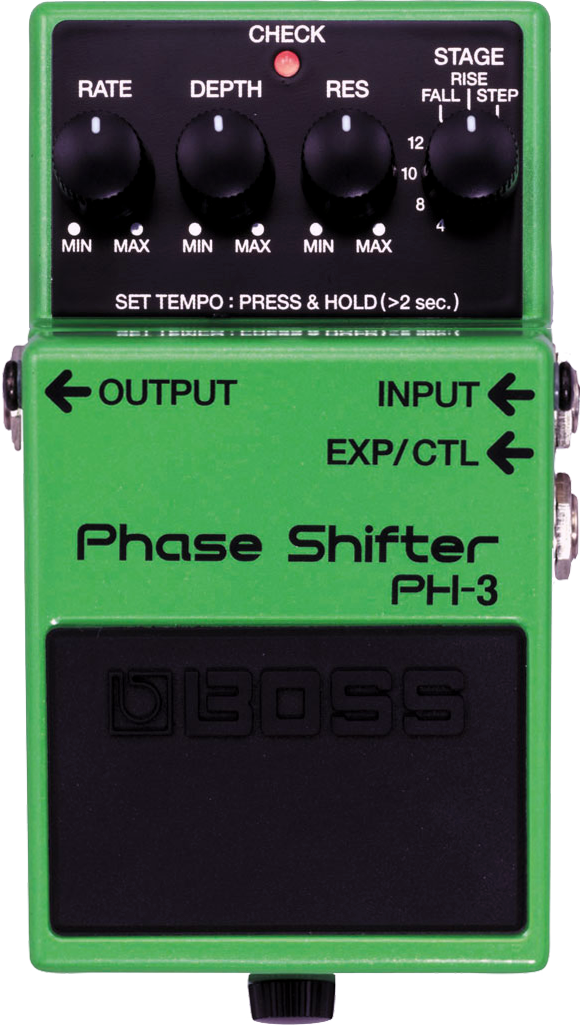 CHECK
RATE
DEPTH
RES
STAGE
RISE
FALL
STEP
12
10
8
4
MIN
MAX
MIN
MAX
MIN
MAX
SET TEMPO : PRESS & HOLD (>2 sec.)
OUTPUT
INPUT
EXP/CTL
Phase Shifter
PH-3
BOSS